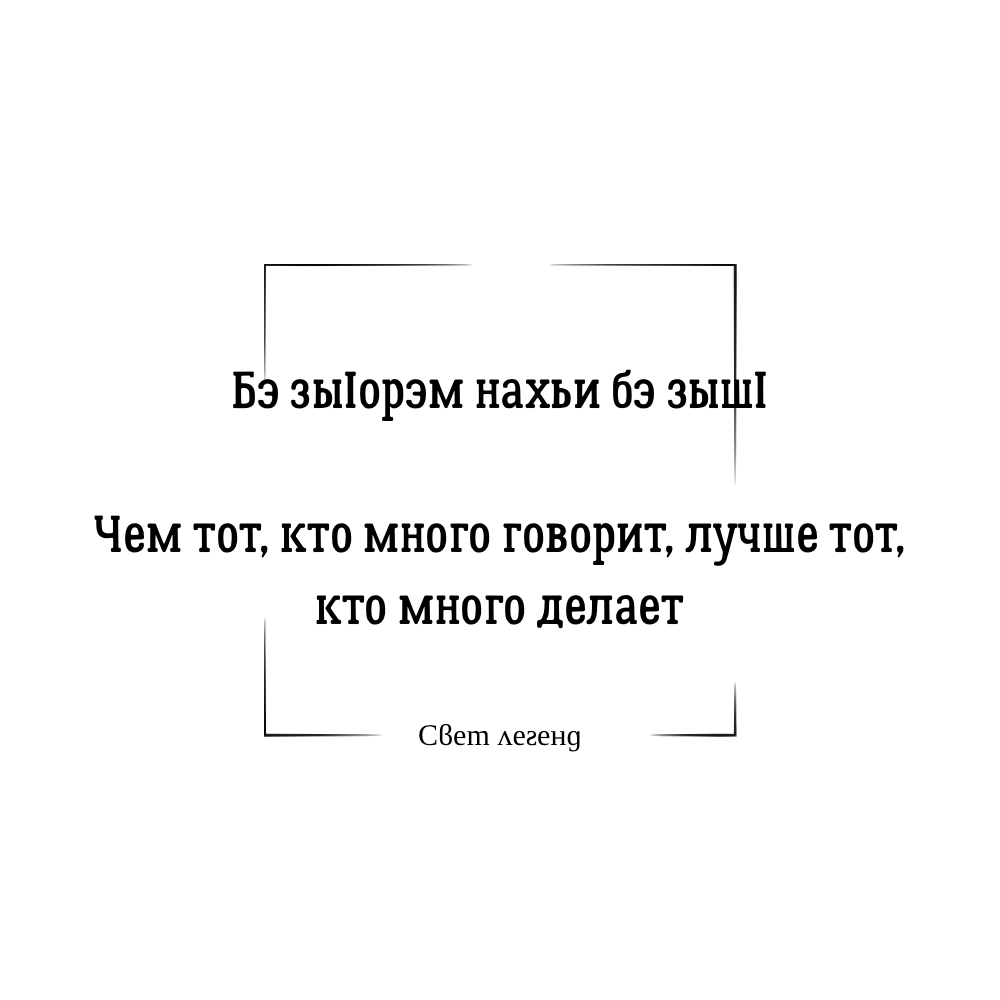 Бэ зыӀорэм нахьи бэ зышӀ
Чем тот, кто много говорит, лучше тот,
кто много делает
Свет легенд